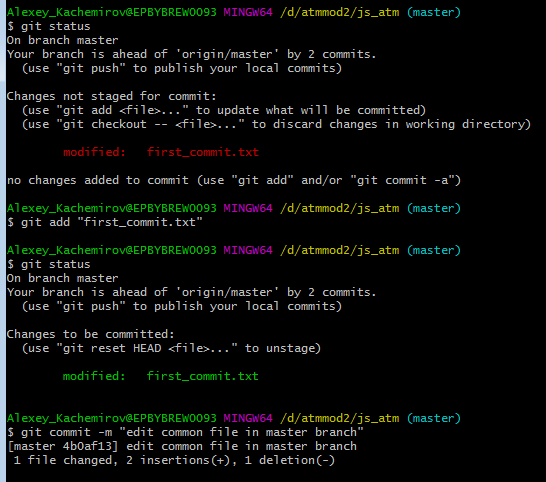 Alexey_Kachemirov@EPBYBREW0093 MINGW64 /d/atmmod2/js_atm (master)
$ git status
On branch master
Your branch is ahead of 'origin/master' by 2 commits.
  (use "git push" to publish your local commits)
Changes not staged for commit:
  (use "git add <file>..." to update what will be committed)
  (use "git checkout -- <file>..." to discard changes in working directory)
        modified:   first_commit.txt
no changes added to commit (use "git add" and/or "git commit -a")
Alexey_Kachemirov@EPBYBREW0093 MINGW64 /d/atmmod2/js_atm (master)
$ git add "first_commit.txt"
Alexey_Kachemirov@EPBYBREW0093 MINGW64 /d/atmmod2/js_atm (master)
$ git status
On branch master
Your branch is ahead of 'origin/master' by 2 commits.
  (use "git push" to publish your local commits)
Changes to be committed:
  (use "git reset HEAD <file>..." to unstage)
        modified:   first_commit.txt
Alexey_Kachemirov@EPBYBREW0093 MINGW64 /d/atmmod2/js_atm (master)
$ git commit -m "edit common file in master branch"
[master 4b0af13] edit common file in master branch
 1 file changed, 2 insertions(+), 1 deletion(-)